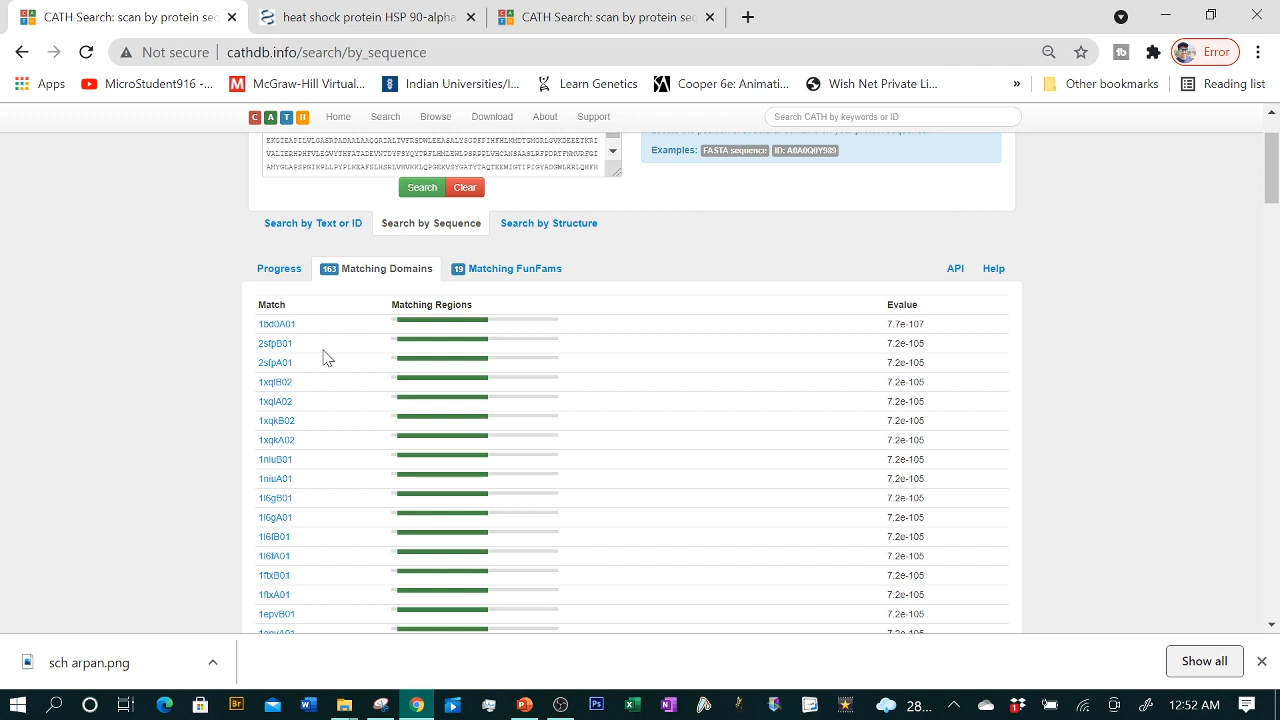 CATH Search: scan by protein sec
heat shock protein HSP 90-alpha
CATH Search: scan by protein seq
Not secure | cathdb.info/search/by_sequence
Error
Apps
MicroStudent916 -...
McGraw-Hill Virtual...
Indian Universities/I...
Learn Genetics
Cooper 6e: Animati...
Wish Net Private Li...
»
Other bookmarks
Reading list
C A T H
Home
Search
Browse
Download
About
Support
Search CATH by keywords or ID
Examples: FASTA sequence ID: A0A0Q0Y989
Search
Clear
Search by Text or ID
Search by Sequence
Search by Structure
Progress
163 Matching Domains
19 Matching FunFams
API
Help
Match Matching Regions Evalue
1bd0A01 7.7e-107
2sfpB01 7.2e-105
2sfpA01 7.2e-105
1xqlB02 7.2e-105
1xqlA02 7.2e-105
1xqkB02 7.2e-105
1xqkA02 7.2e-105
1niuB01 7.2e-105
1niuA01 7.2e-105
1l6gB01 7.2e-105
1l6gA01 7.2e-105
1l6fB01 7.2e-105
1l6fA01 7.2e-105
1ftxB01 7.2e-105
1ftxA01 7.2e-105
1epvB01 7.2e-105
1epvA01 7.2e-105
sch arpan.png
Show all
28...
12:52 AM